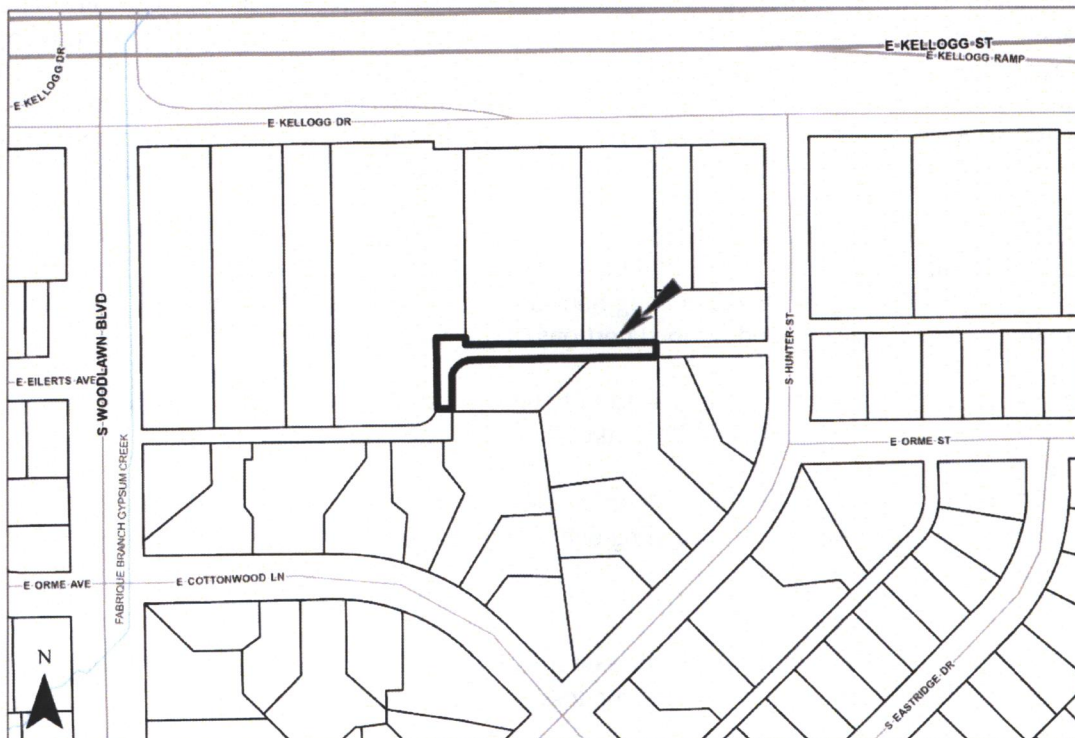 E KELLOGG ST
E KELLOGG RAMP
E KELLOGG DR
E KELLOGG DR
S WOODLAWN BLVD
S HUNTER ST
E EILERTS AVE
FABRIQUE BRANCH GYPSUM CREEK
E ORME ST
E ORME AVE
E COTTONWOOD LN
S EASTRIDGE DR
N